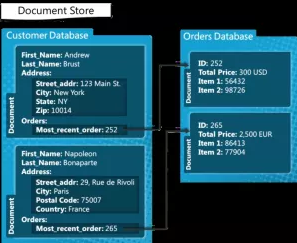 Document Store
Customer Database
First_Name: Andrew
Last_Name: Brust
Address:
Street_addr: 123 Main St.
City: New York
State: NY
Zip: 10014
Orders:
Most_recent_order: 252
Document
First_Name: Napoleon
Last_Name: Bonaparte
Address:
Street_addr: 29, Rue de Rivoli
City: Paris
Postal Code: 75007
Country: France
Orders:
Most_recent_order: 265
Document
Orders Database
ID: 252
Total Price: 300 USD
Item 1: 56432
Item 2: 98726
Document
ID: 265
Total Price: 2,500 EUR
Item 1: 86413
Item 2: 77904
Document